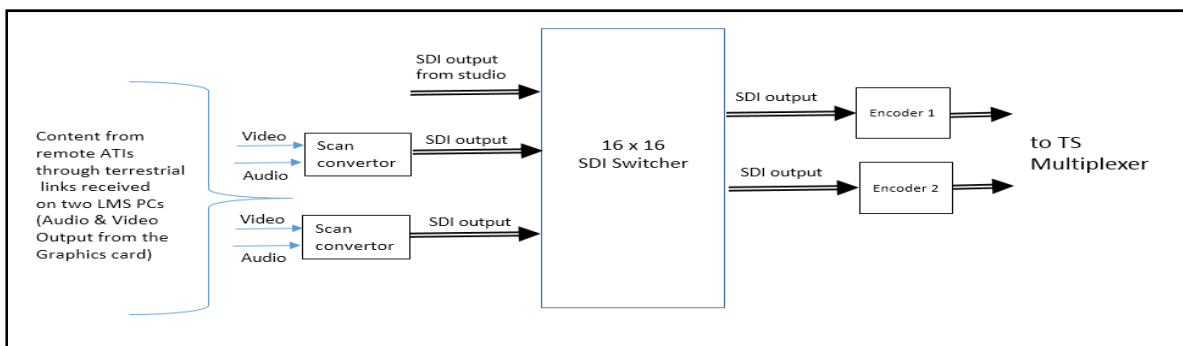 Content from
remote ATIs
through terrestrial
links received
on two LMS PCs
(Audio & Video
Output from the
Graphics card)
SDI output
from studio
Video
Audio
Scan
convertor
SDI output
Video
Audio
Scan
convertor
SDI output
16 x 16
SDI Switcher
SDI output
Encoder 1
SDI output
Encoder 2
to TS
Multiplexer